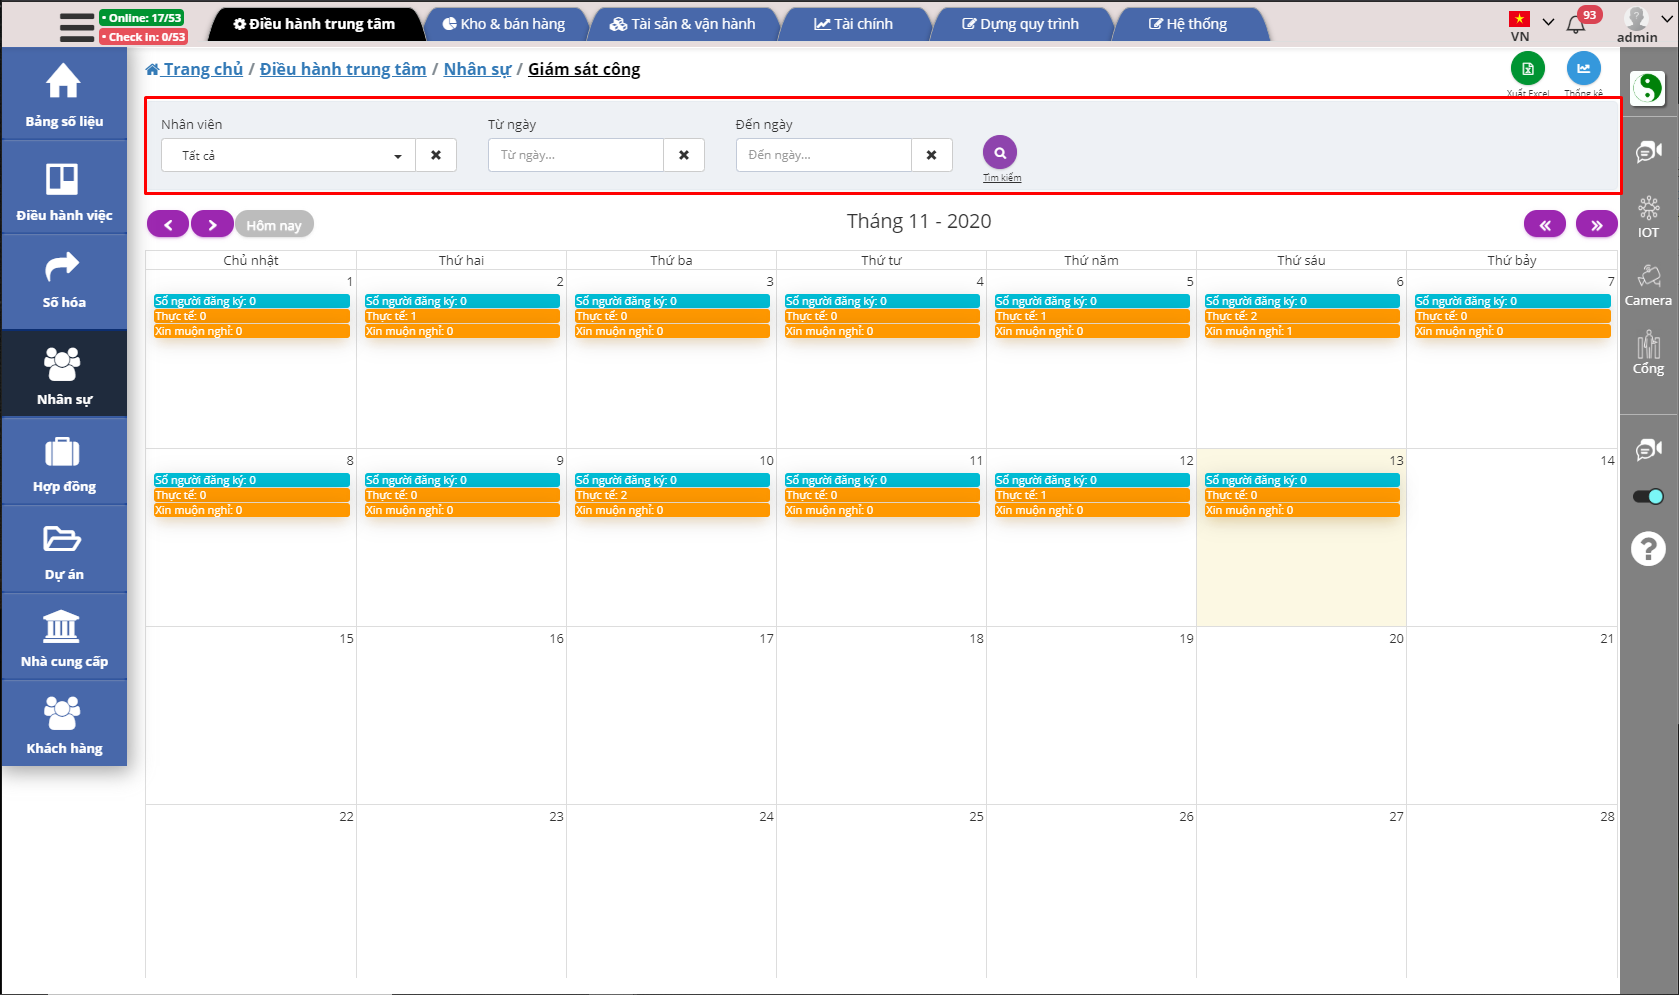 • Online: 17/53
• Check in: 0/53
Điều hành trung tâm
Kho & bán hàng
Tài sản & vận hành
Tài chính
Dựng quy trình
Hệ thống
VN
93
admin
Trang chủ / Điều hành trung tâm / Nhân sự / Giám sát công
Xuất Excel
Thống kê
Bảng số liệu
Điều hành việc
Số hóa
Nhân sự
Hợp đồng
Dự án
Nhà cung cấp
Khách hàng
Nhân viên
Từ ngày
Đến ngày
Tất cả
Từ ngày...
Đến ngày...
Tìm kiếm
Hôm nay
Tháng 11 - 2020
Chủ nhật
Thứ hai
Thứ ba
Thứ tư
Thứ năm
Thứ sáu
Thứ bảy
1
Số người đăng ký: 0
Thực tế: 0
Xin muộn nghỉ: 0
2
Số người đăng ký: 0
Thực tế: 1
Xin muộn nghỉ: 0
3
Số người đăng ký: 0
Thực tế: 0
Xin muộn nghỉ: 0
4
Số người đăng ký: 0
Thực tế: 0
Xin muộn nghỉ: 0
5
Số người đăng ký: 0
Thực tế: 1
Xin muộn nghỉ: 0
6
Số người đăng ký: 0
Thực tế: 2
Xin muộn nghỉ: 1
7
Số người đăng ký: 0
Thực tế: 0
Xin muộn nghỉ: 0
8
Số người đăng ký: 0
Thực tế: 0
Xin muộn nghỉ: 0
9
Số người đăng ký: 0
Thực tế: 0
Xin muộn nghỉ: 0
10
Số người đăng ký: 0
Thực tế: 2
Xin muộn nghỉ: 0
11
Số người đăng ký: 0
Thực tế: 0
Xin muộn nghỉ: 0
12
Số người đăng ký: 0
Thực tế: 1
Xin muộn nghỉ: 0
13
Số người đăng ký: 0
Thực tế: 0
Xin muộn nghỉ: 0
14
15
16
17
18
19
20
21
22
23
24
25
26
27
28
IOT
Camera
Cổng